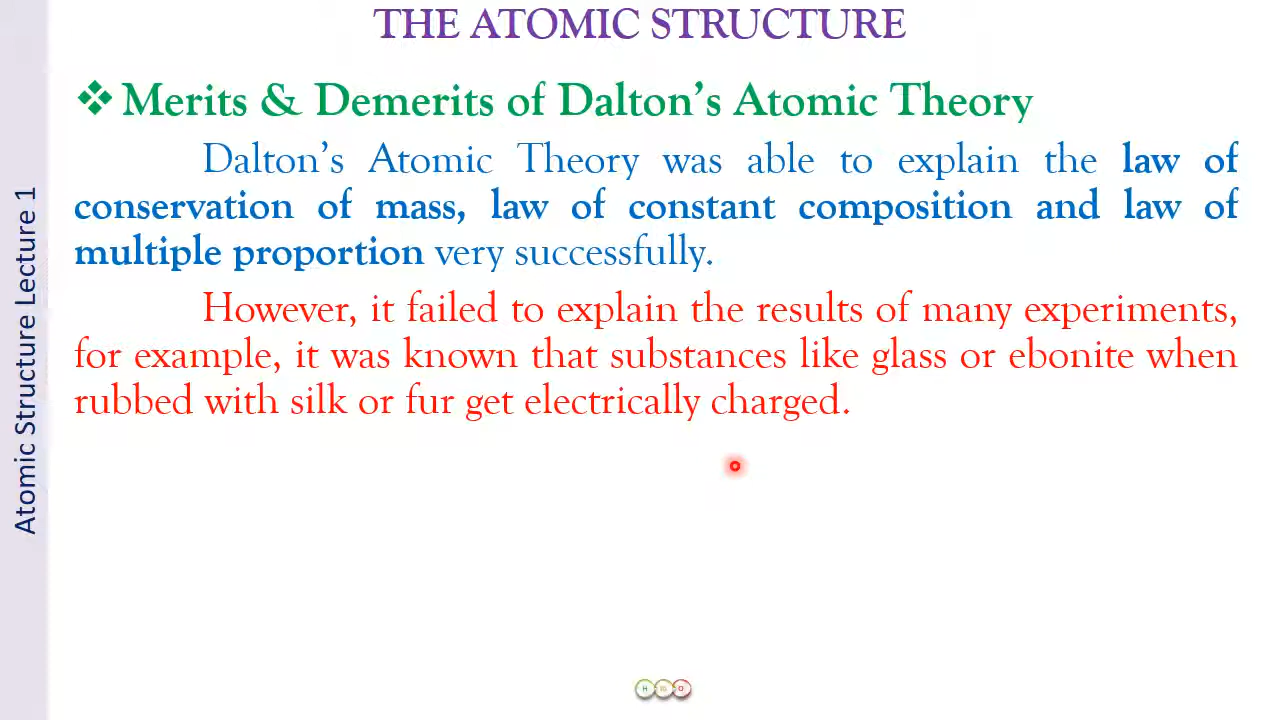 THE ATOMIC STRUCTURE
❖ Merits & Demerits of Dalton’s Atomic Theory
Dalton’s Atomic Theory was able to explain the law of
conservation of mass, law of constant composition and law of
multiple proportion very successfully.
However, it failed to explain the results of many experiments,
for example, it was known that substances like glass or ebonite when
rubbed with silk or fur get electrically charged.
Atomic Structure Lecture 1